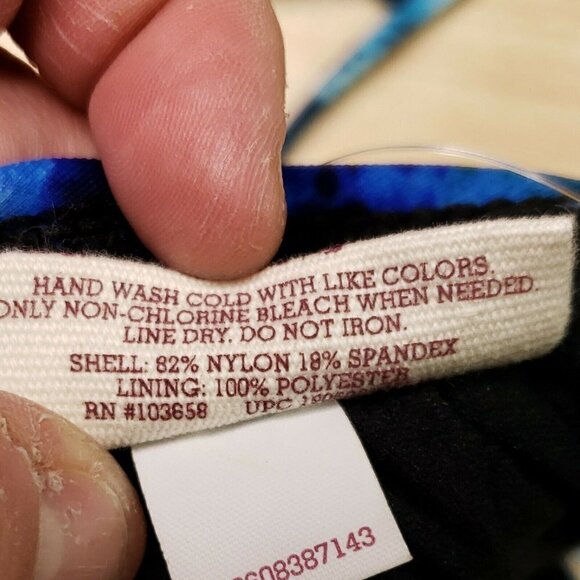 HAND WASH COLD WITH LIKE COLORS.
ONLY NON-CHLORINE BLEACH WHEN NEEDED.
LINE DRY. DO NOT IRON.
SHELL: 82% NYLON 18% SPANDEX
LINING: 100% POLYESTER
RN #103658 UPC
608387143